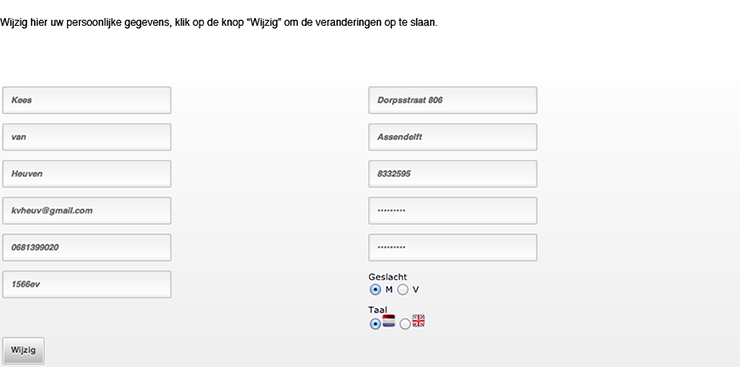 Wijzig hier uw persoonlijke gegevens, klik op de knop “Wijzig” om de veranderingen op te slaan.
Kees
van
Heuven
kvheuv@gmail.com
0681399020
1566ev
Wijzig
Dorpsstraat 806
Assendelft
8332595
•••••••••
•••••••••
Geslacht
M V
Taal